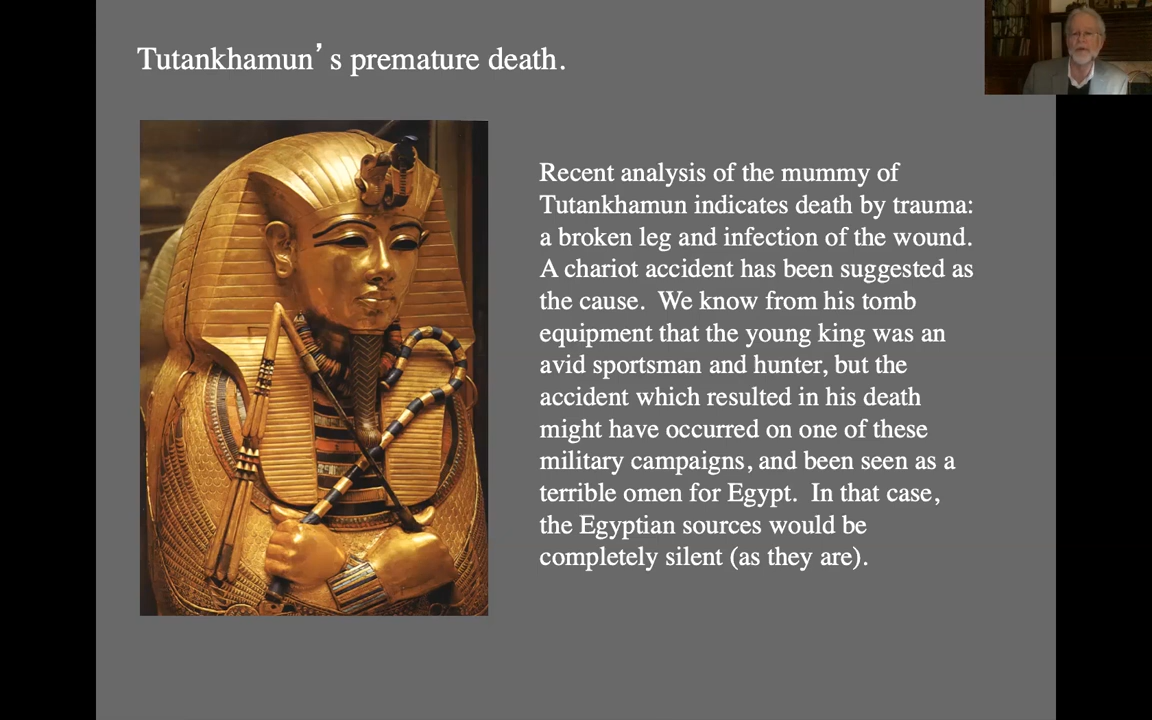 Tutankhamun’s premature death.
Recent analysis of the mummy of
Tutankhamun indicates death by trauma:
a broken leg and infection of the wound.
A chariot accident has been suggested as
the cause.  We know from his tomb
equipment that the young king was an
avid sportsman and hunter, but the
accident which resulted in his death
might have occurred on one of these
military campaigns, and been seen as a
terrible omen for Egypt.  In that case,
the Egyptian sources would be
completely silent (as they are).